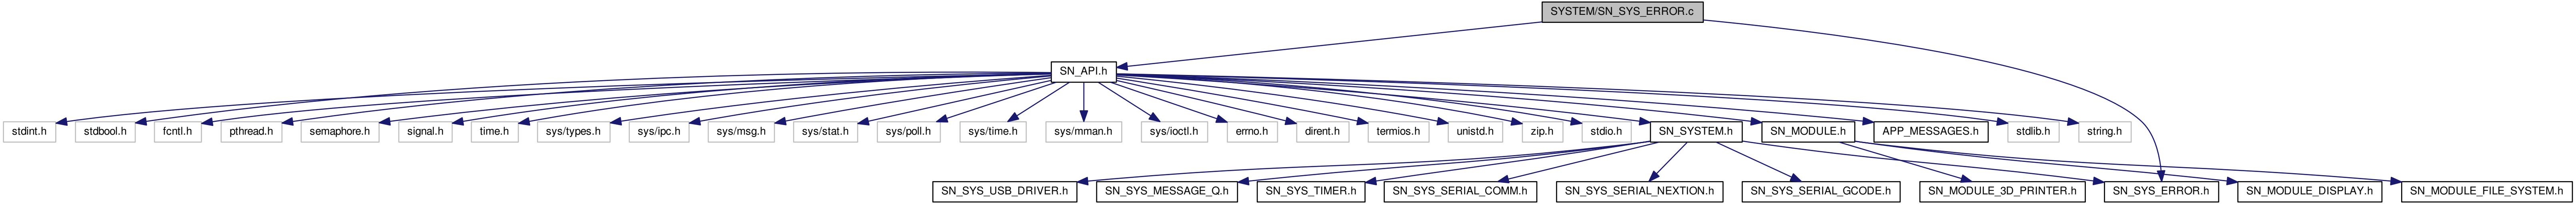 SYSTEM/SN_SYS_ERROR.c
SN_API.h
stdint.h
stdbool.h
fcntl.h
pthread.h
semaphore.h
signal.h
time.h
sys/types.h
sys/ipc.h
sys/msg.h
sys/stat.h
sys/poll.h
sys/time.h
sys/mman.h
sys/ioctl.h
errno.h
dirent.h
termios.h
unistd.h
zip.h
stdio.h
SN_SYSTEM.h
SN_MODULE.h
APP_MESSAGES.h
stdlib.h
string.h
SN_SYS_USB_DRIVER.h
SN_SYS_MESSAGE_Q.h
SN_SYS_TIMER.h
SN_SYS_SERIAL_COMM.h
SN_SYS_SERIAL_NEXTION.h
SN_SYS_SERIAL_GCODE.h
SN_MODULE_3D_PRINTER.h
SN_SYS_ERROR.h
SN_MODULE_DISPLAY.h
SN_MODULE_FILE_SYSTEM.h